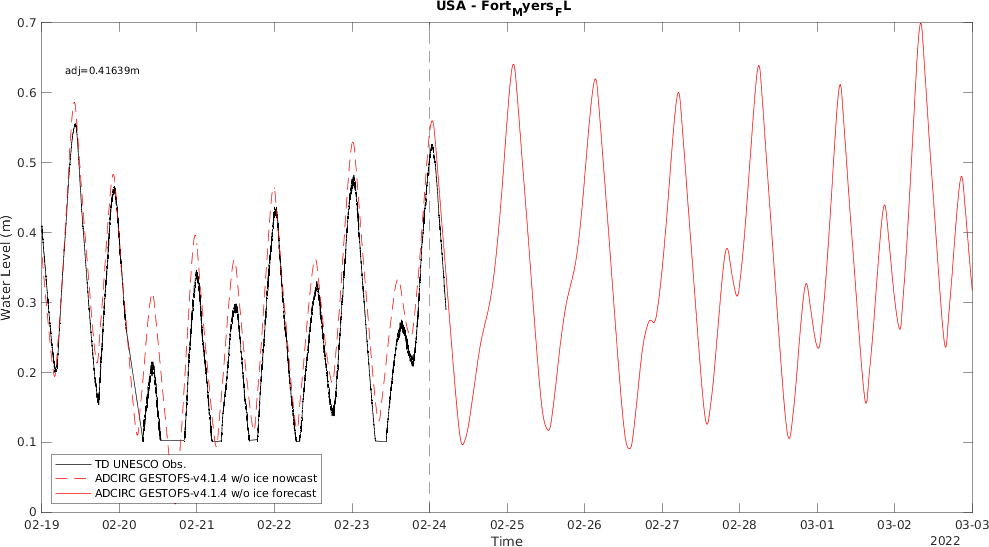 USA - Fort_Myers_FL
adj=0.41639m
0.7
0.6
0.5
0.4
0.3
0.2
0.1
0
Water Level (m)
TD UNESCO Obs.
ADCIRC GESTOFS-v4.1.4 w/o ice nowcast
ADCIRC GESTOFS-v4.1.4 w/o ice forecast
02-19 02-20 02-21 02-22 02-23 02-24 02-25 02-26 02-27 02-28 03-01 03-02 03-03
Time
2022